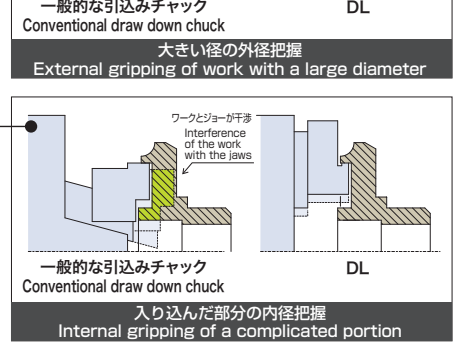 一般的な引込みチャック
Conventional draw down chuck
DL
大きい径の外径把握
External gripping of work with a large diameter
ワークとジョーが干渉
Interference
of the work
with the jaws
一般的な引込みチャック
Conventional draw down chuck
DL
入り込んだ部分の内径把握
Internal gripping of a complicated portion